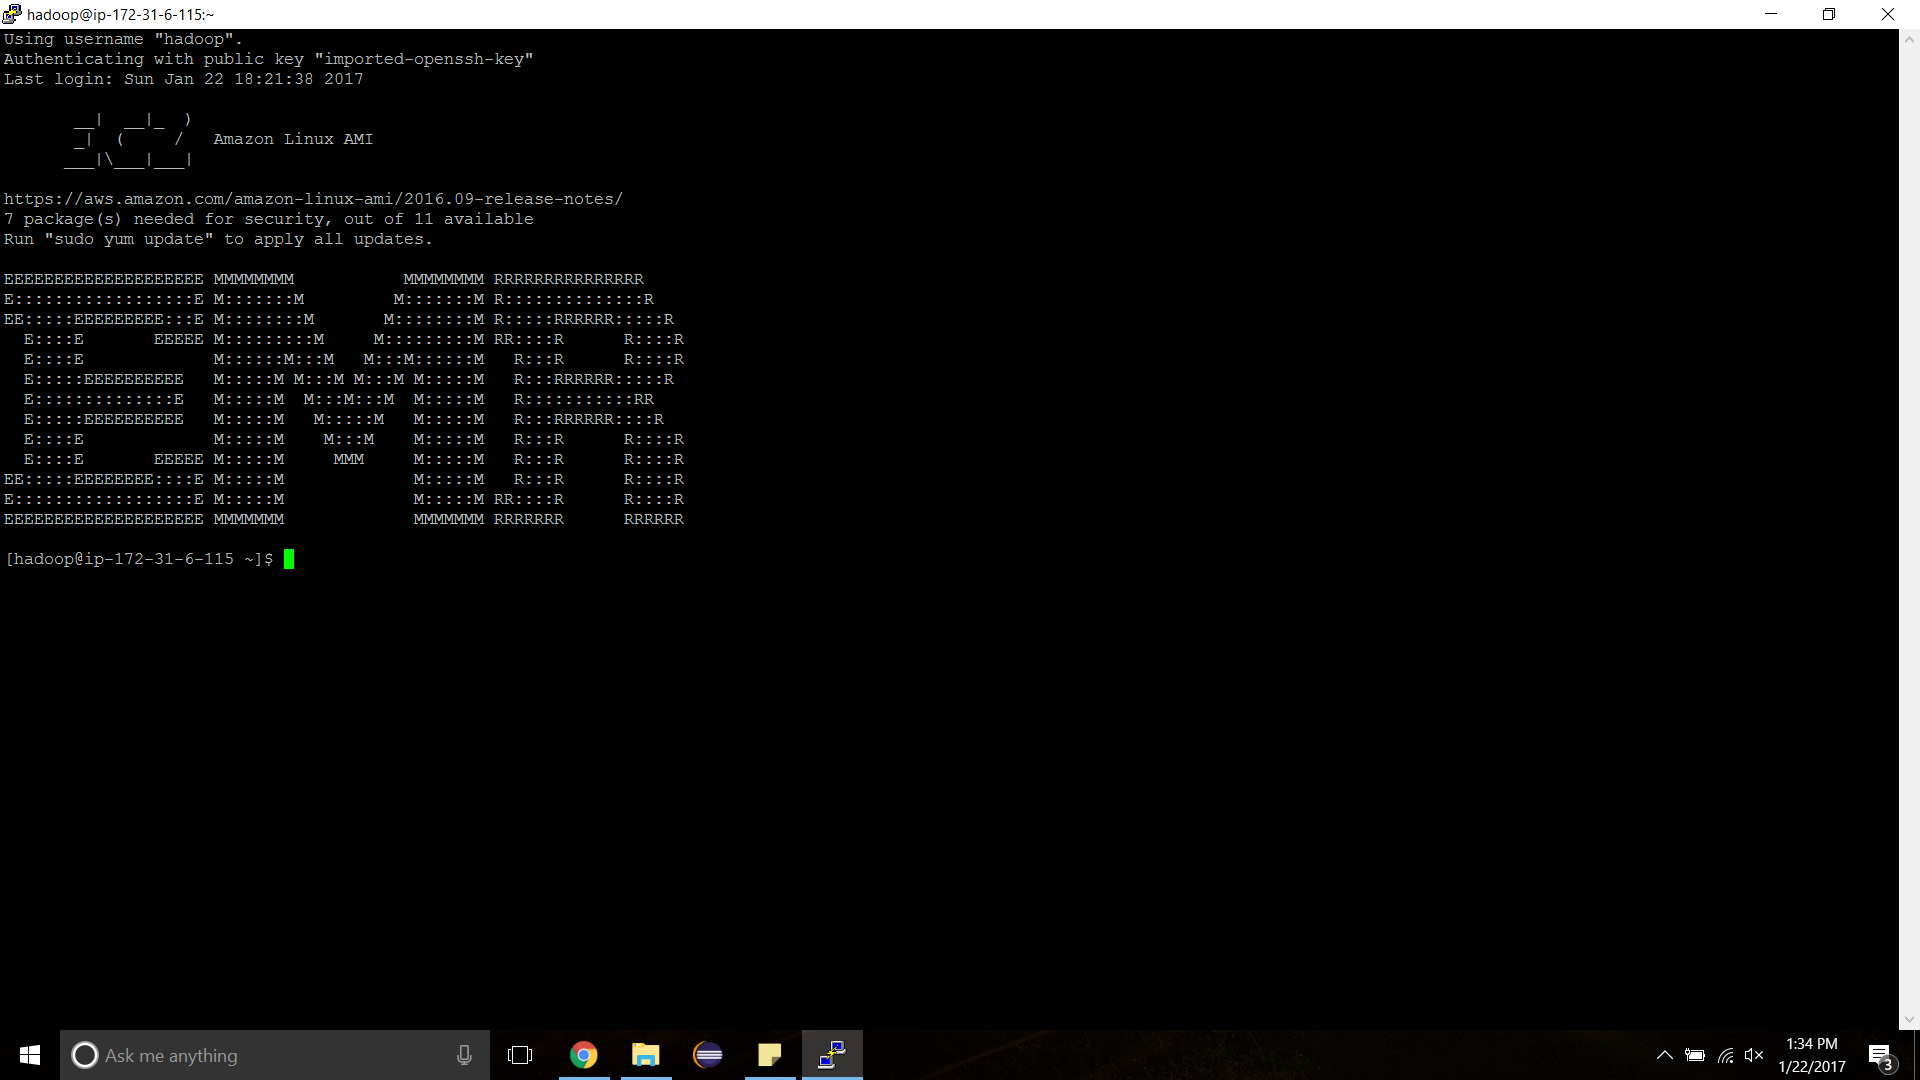 hadoop@ip-172-31-6-115:~
Using username "hadoop".
Authenticating with public key "imported-openssh-key"
Last login: Sun Jan 22 18:21:38 2017
       __|  __|_  )
       _|  (     /   Amazon Linux AMI
      ___|\___|___|
https://aws.amazon.com/amazon-linux-ami/2016.09-release-notes/
7 package(s) needed for security, out of 11 available
Run "sudo yum update" to apply all updates.
EEEEEEEEEEEEEEEEEEEE MMMMMMMM           MMMMMMMM RRRRRRRRRRRRRRR
E::::::::::::::::::E M:::::::M         M:::::::M R::::::::::::::R
EE:::::EEEEEEEEE:::E M::::::::M       M::::::::M R:::::RRRRRR:::::R
  E::::E       EEEEE M:::::::::M     M:::::::::M RR::::R      R::::R
  E::::E             M::::::M:::M   M:::M::::::M   R:::R      R::::R
  E:::::EEEEEEEEEE   M:::::M M:::M M:::M M:::::M   R:::RRRRRR:::::R
  E::::::::::::::E   M:::::M  M:::M:::M  M:::::M   R:::::::::::RR
  E:::::EEEEEEEEEE   M:::::M   M:::::M   M:::::M   R:::RRRRRR::::R
  E::::E             M:::::M    M:::M    M:::::M   R:::R      R::::R
  E::::E       EEEEE M:::::M     MMM     M:::::M   R:::R      R::::R
EE:::::EEEEEEEE::::E M:::::M             M:::::M   R:::R      R::::R
E::::::::::::::::::E M:::::M             M:::::M RR::::R      R::::R
EEEEEEEEEEEEEEEEEEEE MMMMMMM             MMMMMMM RRRRRRR      RRRRRR
[hadoop@ip-172-31-6-115 ~]$
Ask me anything
1:34 PM
1/22/2017
3